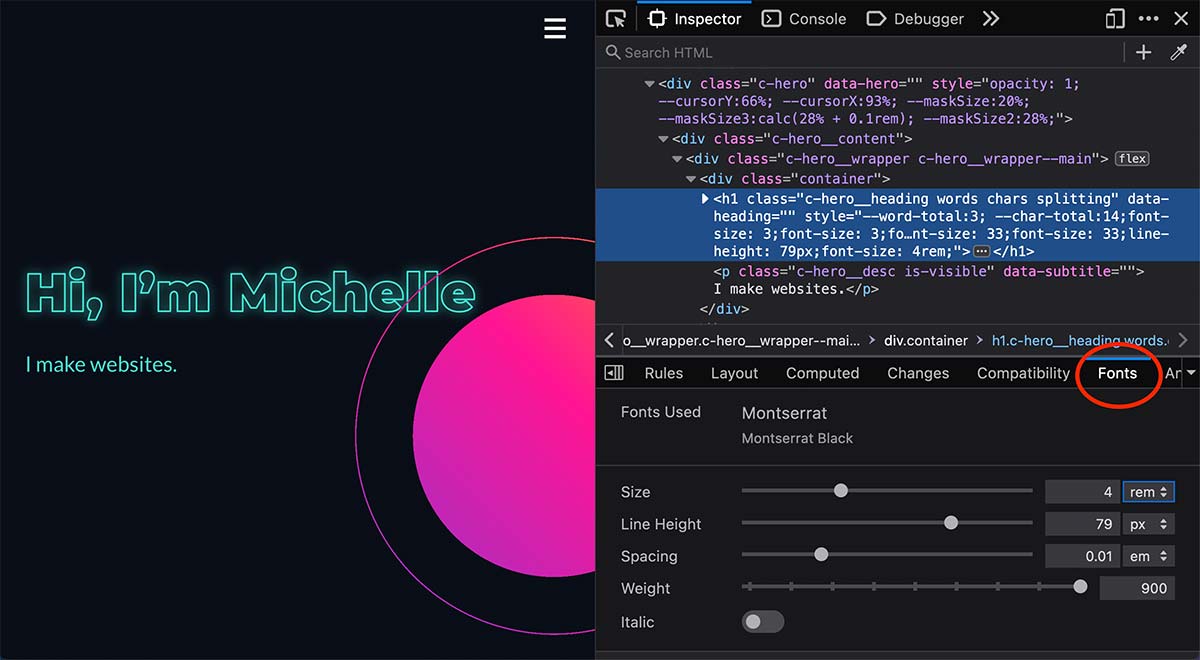 Hi, I’m Michelle
I make websites.
Inspector
Console
Debugger
Search HTML
<div class="c-hero" data-hero="" style="opacity: 1;
--cursorY:66%; --cursorX:93%; --maskSize:20%;
--maskSize3:calc(28% + 0.1rem); --maskSize2:28%;">
<div class="c-hero__content">
<div class="c-hero__wrapper c-hero__wrapper--main"> flex
<div class="container">
<h1 class="c-hero__heading words chars splitting" data-
heading="" style="--word-total:3; --char-total:14;font-
size: 3;font-size: 3;fo…nt-size: 33;font-size: 33;line-
height: 79px;font-size: 4rem;"> ••• </h1>
<p class="c-hero__desc is-visible" data-subtitle="">
I make websites.</p>
</div>
o__wrapper.c-hero__wrapper--mai... > div.container > h1.c-hero__heading.words.
Rules
Layout
Computed
Changes
Compatibility
Fonts
Fonts Used
Montserrat
Montserrat Black
Size
4 rem
Line Height
79 px
Spacing
0.01 em
Weight
900
Italic